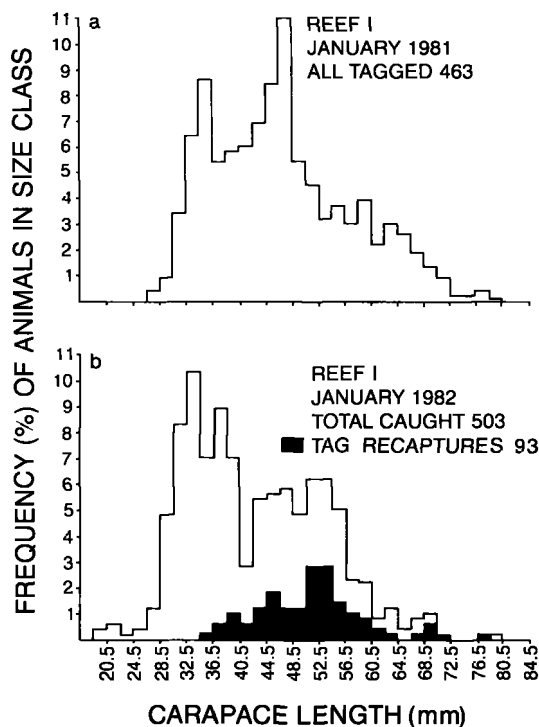 FREQUENCY (%) OF ANIMALS IN SIZE CLASS
a
REEF I
JANUARY 1981
ALL TAGGED 463
11
10
9
8
7
6
5
4
3
2
1
b
REEF I
JANUARY 1982
TOTAL CAUGHT 503
TAG RECAPTURES 93
11
10
9
8
7
6
5
4
3
2
1
20.5 24.5 28.5 32.5 36.5 40.5 44.5 48.5 52.5 56.5 60.5 64.5 68.5 72.5 76.5 80.5 84.5
CARAPACE LENGTH (mm)